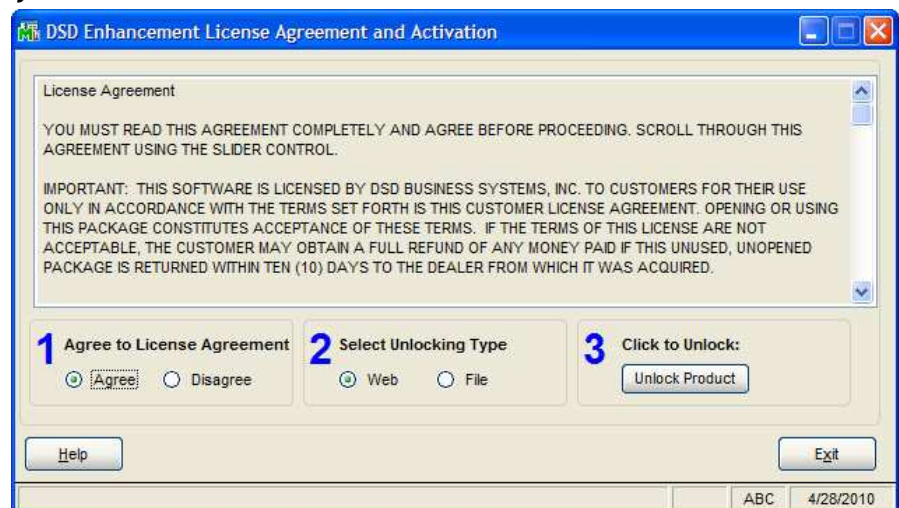 DSD Enhancement License Agreement and Activation
License Agreement
YOU MUST READ THIS AGREEMENT COMPLETELY AND AGREE BEFORE PROCEEDING. SCROLL THROUGH THIS
AGREEMENT USING THE SLIDER CONTROL.
IMPORTANT: THIS SOFTWARE IS LICENSED BY DSD BUSINESS SYSTEMS, INC. TO CUSTOMERS FOR THEIR USE
ONLY IN ACCORDANCE WITH THE TERMS SET FORTH IS THIS CUSTOMER LICENSE AGREEMENT. OPENING OR USING
THIS PACKAGE CONSTITUTES ACCEPTANCE OF THESE TERMS. IF THE TERMS OF THIS LICENSE ARE NOT
ACCEPTABLE, THE CUSTOMER MAY OBTAIN A FULL REFUND OF ANY MONEY PAID IF THIS UNUSED, UNOPENED
PACKAGE IS RETURNED WITHIN TEN (10) DAYS TO THE DEALER FROM WHICH IT WAS ACQUIRED.
1 Agree to License Agreement
Agree Disagree
2 Select Unlocking Type
Web File
3 Click to Unlock:
Unlock Product
Help Exit
ABC 4/28/2010